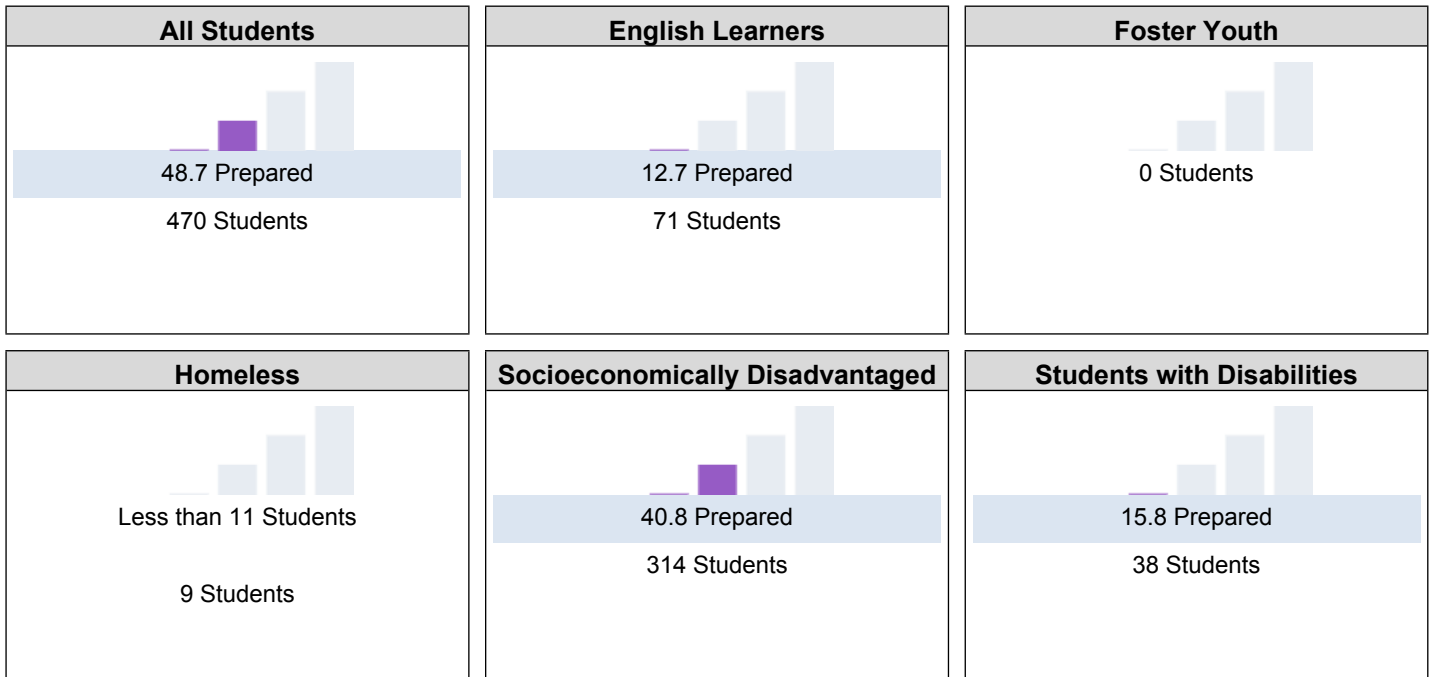 All Students
48.7 Prepared
470 Students
English Learners
12.7 Prepared
71 Students
Foster Youth
0 Students
Homeless
Less than 11 Students
9 Students
Socioeconomically Disadvantaged
40.8 Prepared
314 Students
Students with Disabilities
15.8 Prepared
38 Students